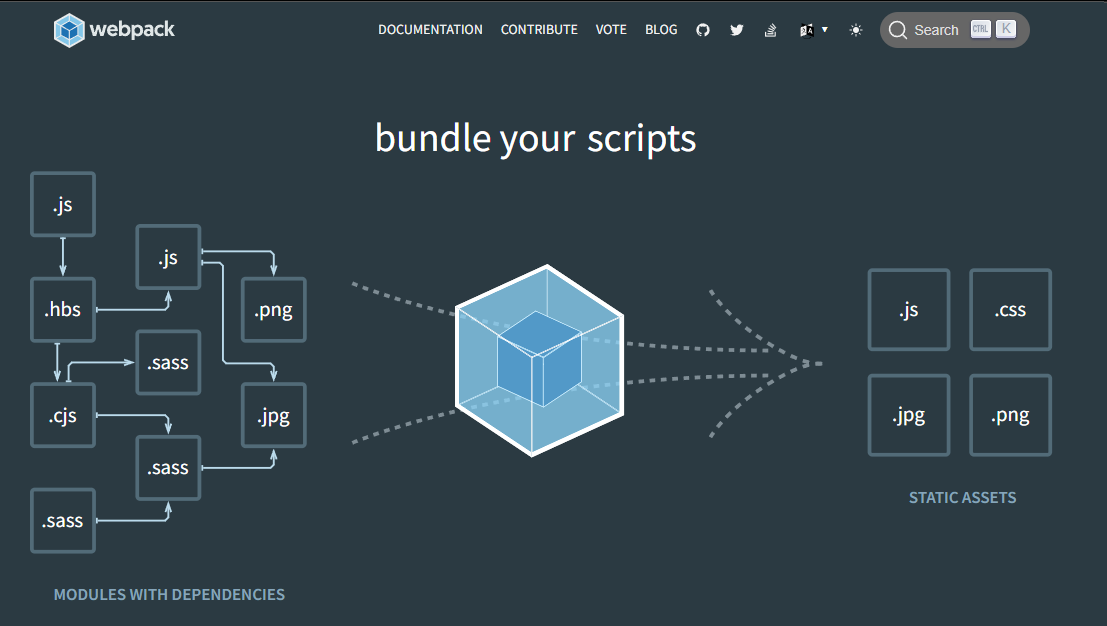 webpack
DOCUMENTATION CONTRIBUTE VOTE BLOG Search CTRL K
bundle your scripts
.js
.js
.hbs
.png
.sass
.cjs
.jpg
.sass
.sass
MODULES WITH DEPENDENCIES
.js .css
.jpg .png
STATIC ASSETS